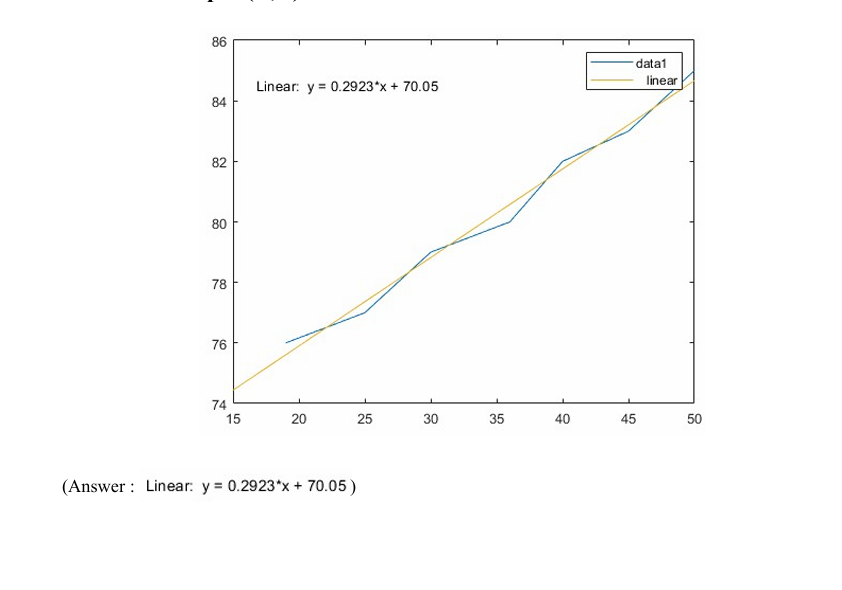 86
Linear: y = 0.2923*x + 70.05
data1
linear
84
82
80
78
76
74
15 20 25 30 35 40 45 50
(Answer : Linear: y = 0.2923*x + 70.05 )